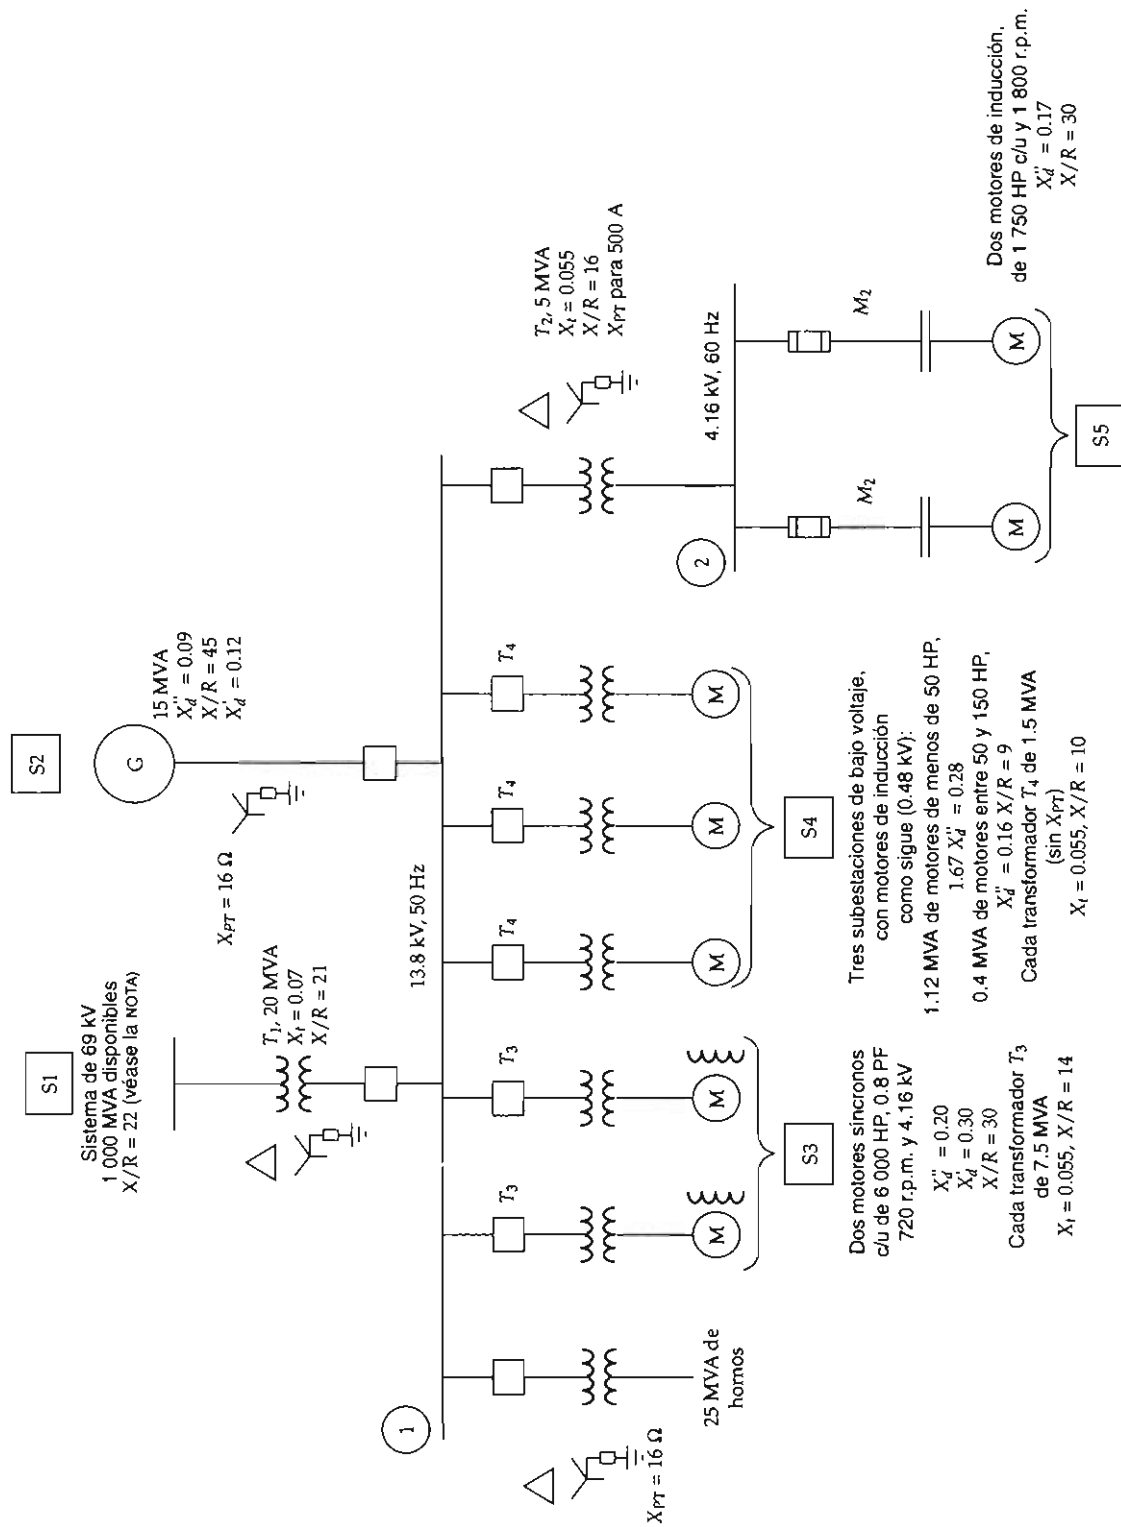 S1
Sistema de 69 kV
1 000 MVA disponibles
X/R = 22 (véase la NOTA)
T₁, 20 MVA
Xₜ = 0.07
X/R = 21
S2
G
15 MVA
X″d = 0.09
X/R = 45
X′d = 0.12
X_PT = 16 Ω
13.8 kV, 50 Hz
1
X_PT = 16 Ω
25 MVA de
hornos
T₃
T₃
M
M
S3
Dos motores síncronos
c/u de 6 000 HP, 0.8 PF
720 r.p.m. y 4.16 kV
X″d = 0.20
X′d = 0.30
X/R = 30
Cada transformador T₃
de 7.5 MVA
Xₜ = 0.055, X/R = 14
T₄
T₄
T₄
M
M
M
S4
Tres subestaciones de bajo voltaje,
con motores de inducción
como sigue (0.48 kV):
1.12 MVA de motores de menos de 50 HP,
1.67 X″d = 0.28
0.4 MVA de motores entre 50 y 150 HP,
X″d = 0.16 X/R = 9
Cada transformador T₄ de 1.5 MVA
(sin X_PT)
Xₜ = 0.055, X/R = 10
T₂, 5 MVA
Xₜ = 0.055
X/R = 16
X_PT para 500 A
4.16 kV, 60 Hz
2
M₂
M₂
M
M
S5
Dos motores de inducción,
de 1 750 HP c/u y 1 800 r.p.m.
X″d = 0.17
X/R = 30